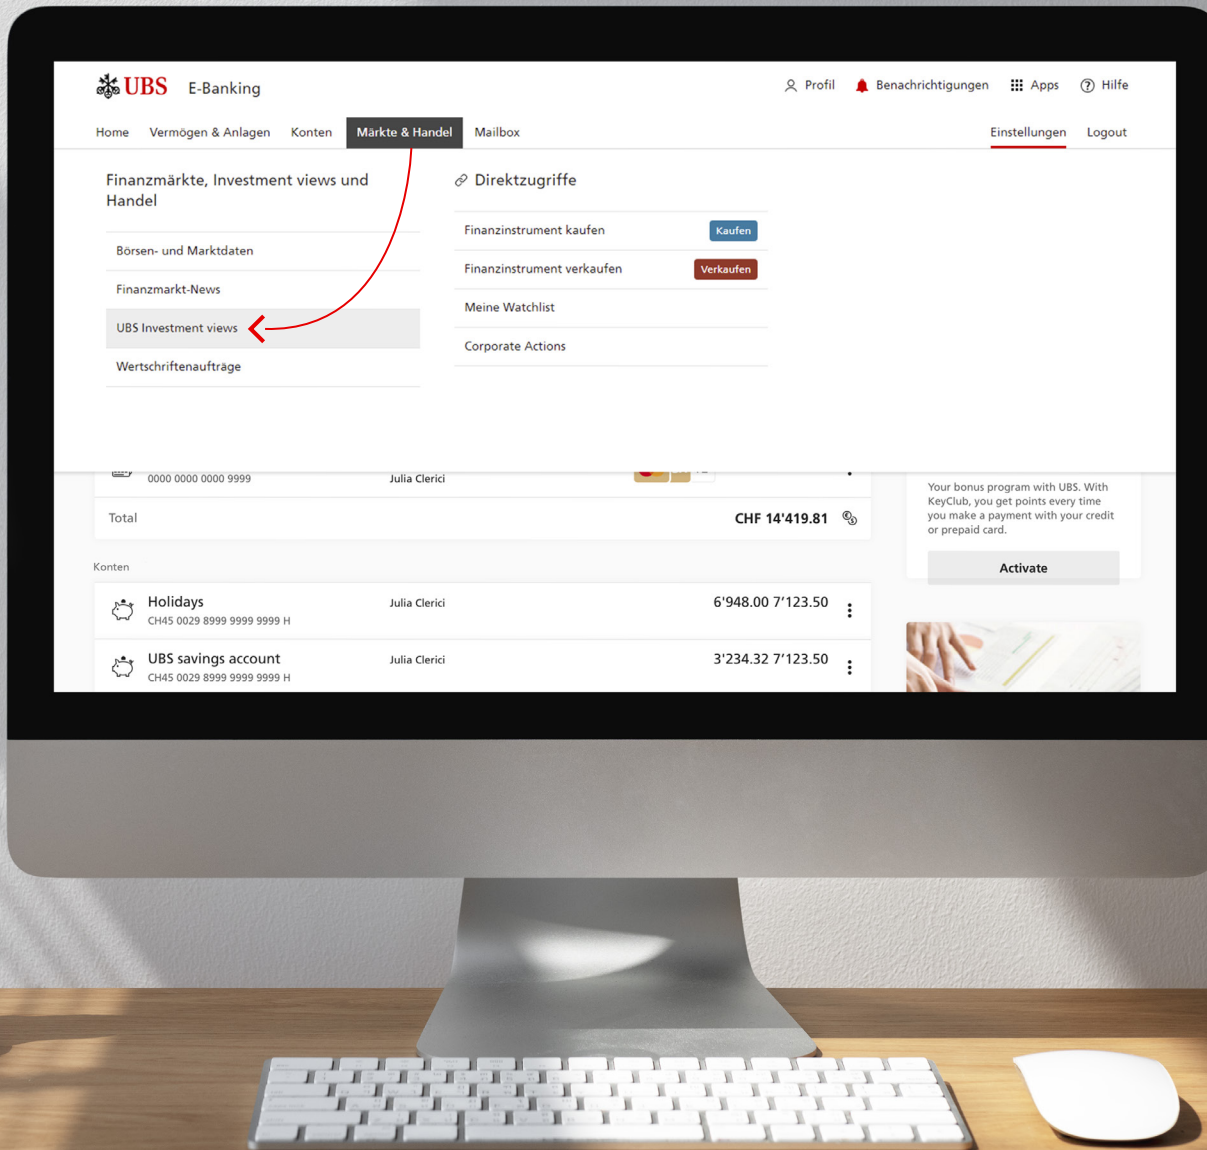 UBS E-Banking
Profil Benachrichtigungen Apps Hilfe
Home Vermögen & Anlagen Konten Märkte & Handel Mailbox Einstellungen Logout
Finanzmärkte, Investment views und
Handel
Börsen- und Marktdaten
Finanzmarkt-News
UBS Investment views
Wertschriftenaufträge
Direktzugriffe
Finanzinstrument kaufen Kaufen
Finanzinstrument verkaufen Verkaufen
Meine Watchlist
Corporate Actions
0000 0000 0000 9999 Julia Clerici
Total CHF 14'419.81
Konten
Holidays Julia Clerici 6'948.00 7’123.50
CH45 0029 8999 9999 9999 H
UBS savings account Julia Clerici 3'234.32 7’123.50
CH45 0029 8999 9999 9999 H
Your bonus program with UBS. With
KeyClub, you get points every time
you make a payment with your credit
or prepaid card.
Activate